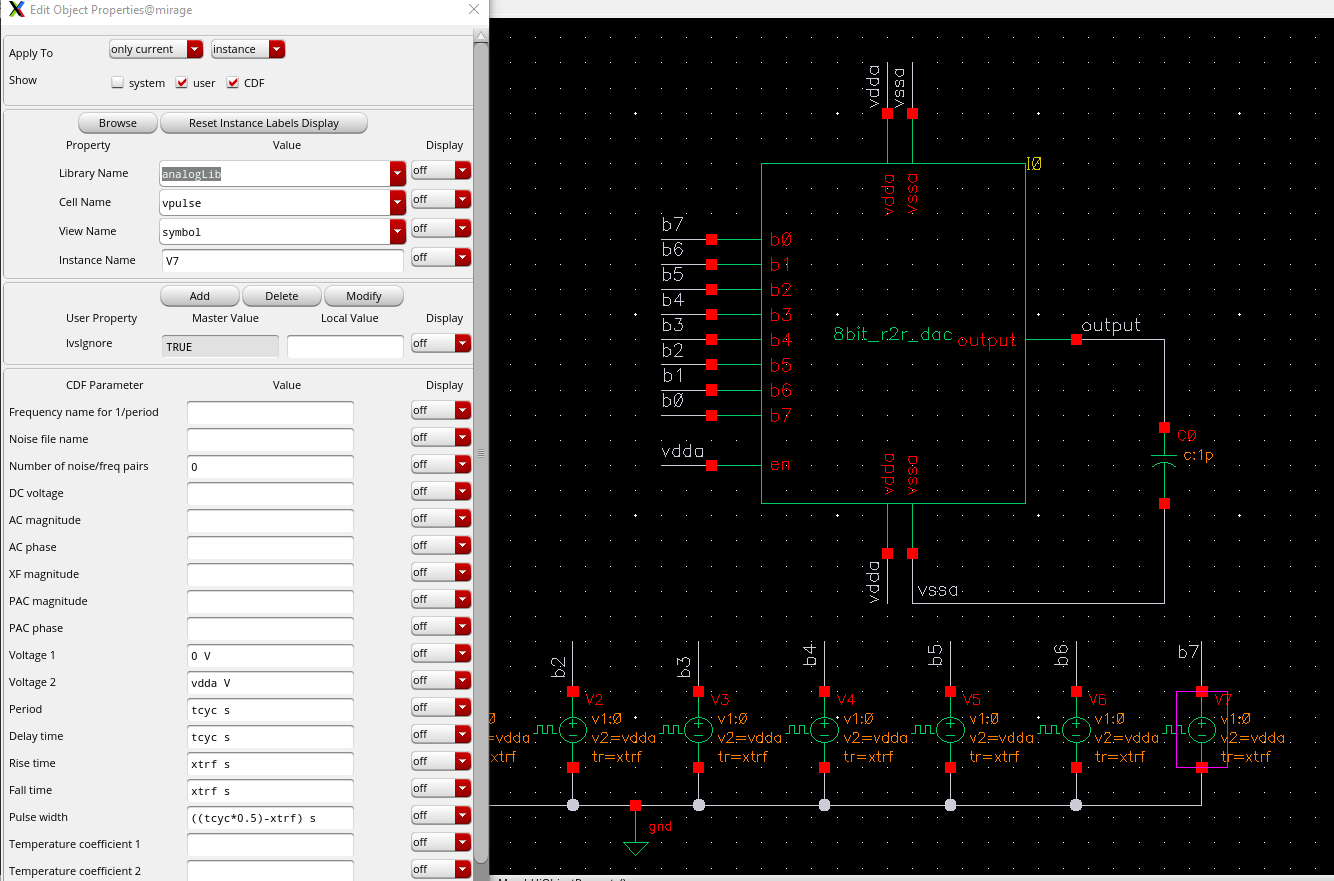 Edit Object Properties@mirage
Apply To only current instance
Show system user CDF
Browse Reset Instance Labels Display
Property Value Display
Library Name analogLib off
Cell Name vpulse off
View Name symbol off
Instance Name V7 off
Add Delete Modify
User Property Master Value Local Value Display
lvsIgnore TRUE off
CDF Parameter Value Display
Frequency name for 1/period off
Noise file name off
Number of noise/freq pairs 0 off
DC voltage off
AC magnitude off
AC phase off
XF magnitude off
PAC magnitude off
PAC phase off
Voltage 1 0 V off
Voltage 2 vdda V off
Period tcyc s off
Delay time tcyc s off
Rise time xtrf s off
Fall time xtrf s off
Pulse width ((tcyc*0.5)-xtrf) s off
Temperature coefficient 1 off
Temperature coefficient 2 off
vdda vssa
I0
vdda vssa
b7 b0
b6 b1
b5 b2
b4 b3
b3 b4
b2 b5
b1 b6
b0 b7
vdda en
8bit_r2r_dac output output
C0
c:1p
vdda vssa
vdda vssa
b2 b3 b4 b5 b6 b7
V2 V3 V4 V5 V6 V7
0 v1:0 v1:0 v1:0 v1:0 v1:0 v1:0
=vdda v2=vdda v2=vdda v2=vdda v2=vdda v2=vdda v2=vdda
=xtrf tr=xtrf tr=xtrf tr=xtrf tr=xtrf tr=xtrf tr=xtrf
gnd